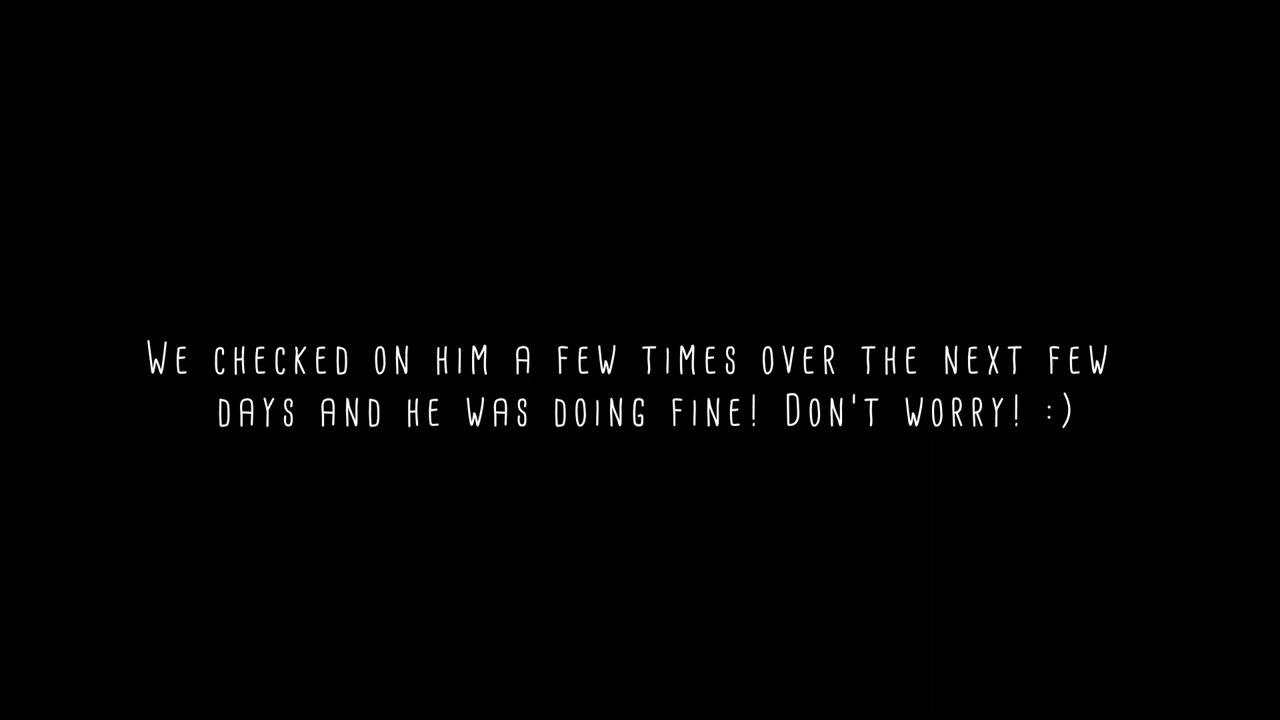 We checked on him a few times over the next few
days and he was doing fine! Don't worry! :)